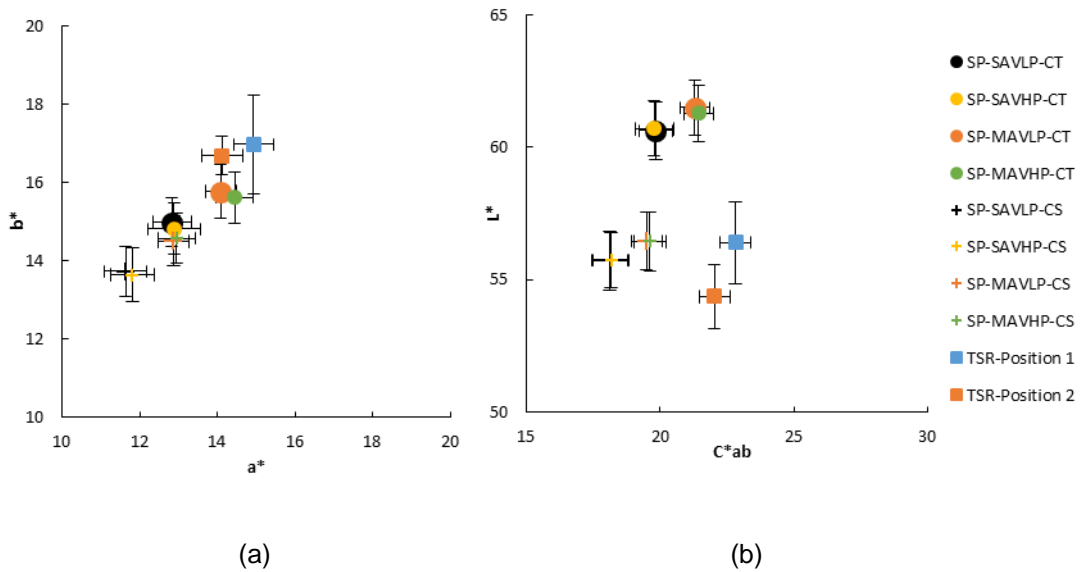 20
18
16
14
12
10
b*
10 12 14 16 18 20
a*
(a)
65
60
55
50
L*
15 20 25 30
C*ab
(b)
SP-SAVLP-CT
SP-SAVHP-CT
SP-MAVLP-CT
SP-MAVHP-CT
SP-SAVLP-CS
SP-SAVHP-CS
SP-MAVLP-CS
SP-MAVHP-CS
TSR-Position 1
TSR-Position 2